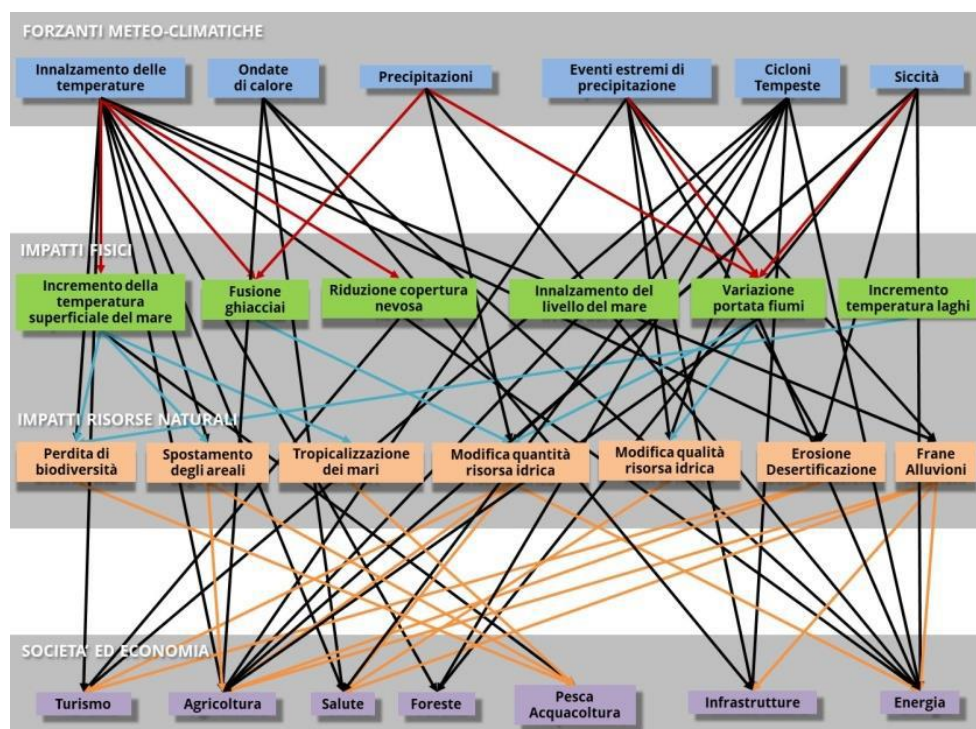 FORZANTI METEO-CLIMATICHE
Innalzamento delle
temperature
Ondate
di calore
Precipitazioni
Eventi estremi di
precipitazione
Cicloni
Tempeste
Siccità
IMPATTI FISICI
Incremento della
temperatura
superficiale del mare
Fusione
ghiacciai
Riduzione copertura
nevosa
Innalzamento del
livello del mare
Variazione
portata fiumi
Incremento
temperatura laghi
IMPATTI RISORSE NATURALI
Perdita di
biodiversità
Spostamento
degli areali
Tropicalizzazione
dei mari
Modifica quantità
risorsa idrica
Modifica qualità
risorsa idrica
Erosione
Desertificazione
Frane
Alluvioni
SOCIETA' ED ECONOMIA
Turismo
Agricoltura
Salute
Foreste
Pesca
Acquacoltura
Infrastrutture
Energia